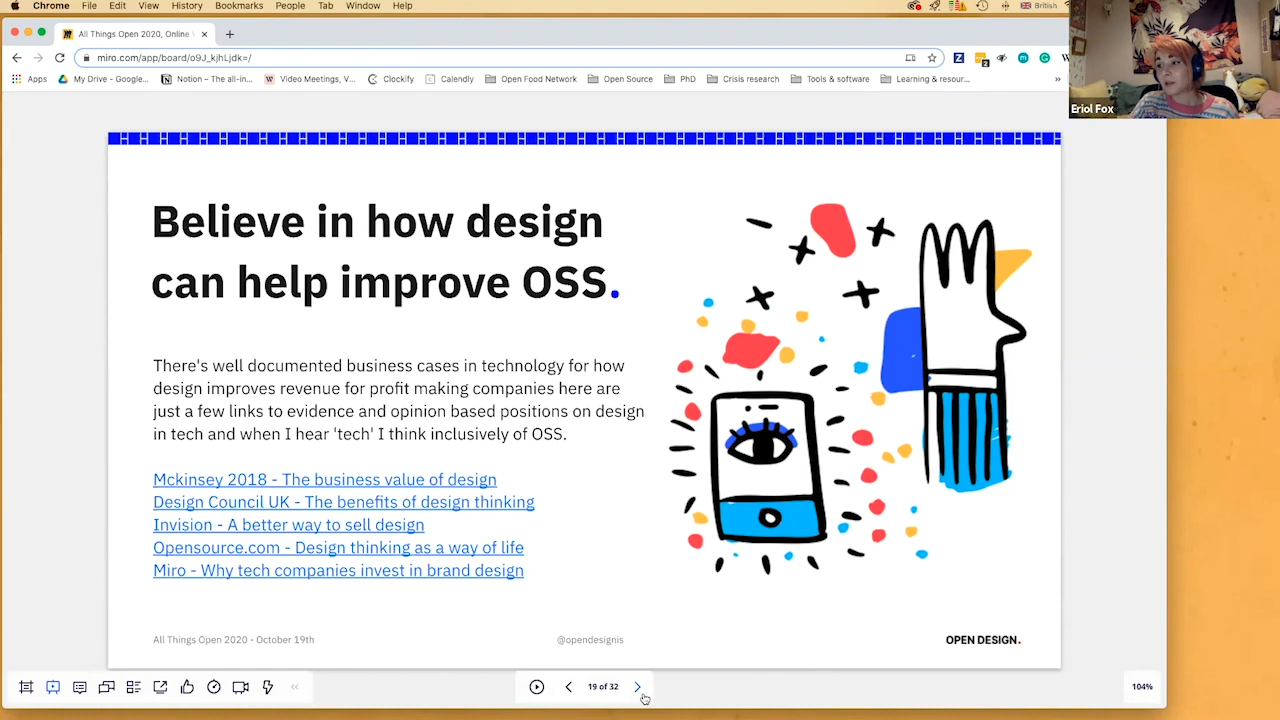 Chrome File Edit View History Bookmarks People Tab Window Help British
All Things Open 2020, Online
miro.com/app/board/o9J_kjhLjdk=/
Apps My Drive - Google... Notion – The all-in... Video Meetings, V... Clockify Calendly Open Food Network Open Source PhD Crisis research Tools & software Learning & resour... »
Eriol Fox
Believe in how design
can help improve OSS.
There's well documented business cases in technology for how
design improves revenue for profit making companies here are
just a few links to evidence and opinion based positions on design
in tech and when I hear 'tech' I think inclusively of OSS.
Mckinsey 2018 - The business value of design
Design Council UK - The benefits of design thinking
Invision - A better way to sell design
Opensource.com - Design thinking as a way of life
Miro - Why tech companies invest in brand design
All Things Open 2020 - October 19th
@opendesignis
OPEN DESIGN.
19 of 32
104%